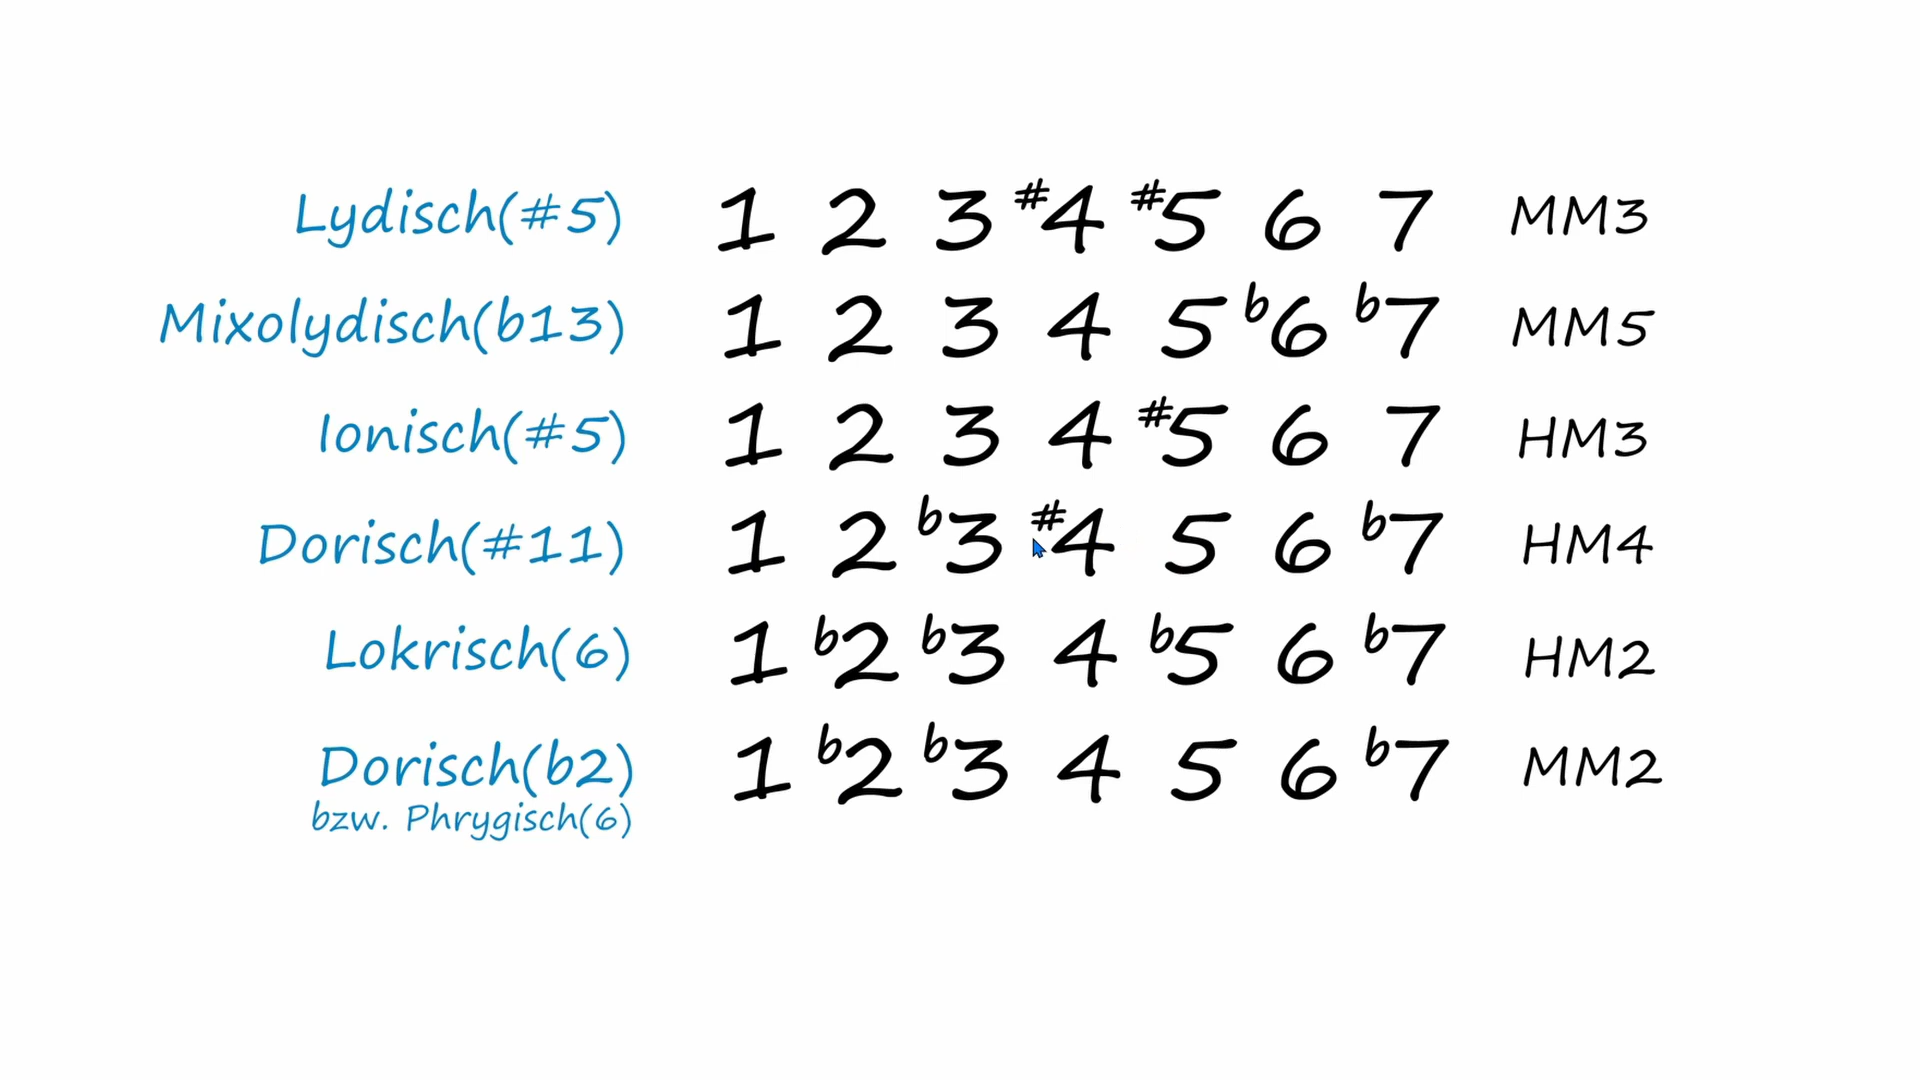 Lydisch(#5) 1 2 3 #4 #5 6 7 MM3
Mixolydisch(b13) 1 2 3 4 5 b6 b7 MM5
Ionisch(#5) 1 2 3 4 #5 6 7 HM3
Dorisch(#11) 1 2 b3 #4 5 6 b7 HM4
Lokrisch(6) 1 b2 b3 4 b5 6 b7 HM2
Dorisch(b2) 1 b2 b3 4 5 6 b7 MM2
bzw. Phrygisch(6)